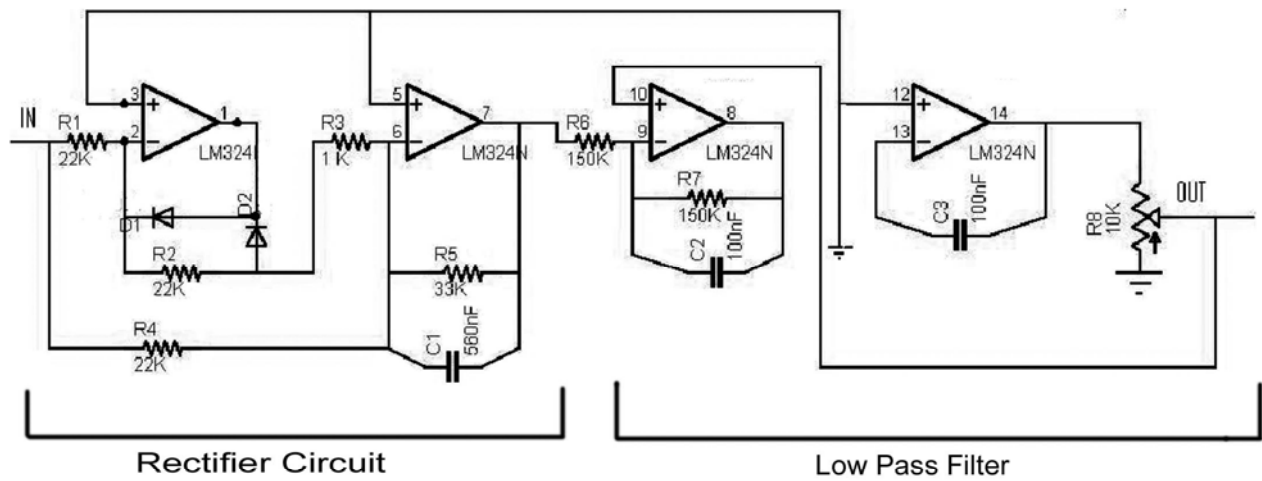 IN
R1
22K
3
2
1
LM324
D1
D2
R2
22K
R4
22K
R3
1 K
5
6
7
LM324N
R5
33K
C1
560nF
R6
150K
10
9
8
LM324N
R7
150K
C2
100nF
12
13
14
LM324N
C3
100nF
R8
10K
OUT
Rectifier Circuit
Low Pass Filter